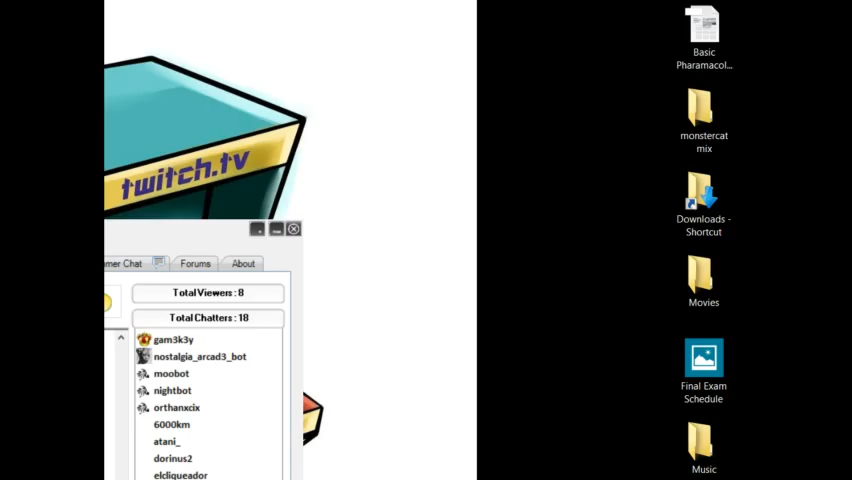 twitch.tv
mer Chat
Forums
About
Total Viewers : 8
Total Chatters : 18
gam3k3y
nostalgia_arcad3_bot
moobot
nightbot
orthanxcix
6000km
atani_
dorinus2
elcliqueador
Basic
Pharamacol...
monstercat
mix
Downloads -
Shortcut
Movies
Final Exam
Schedule
Music